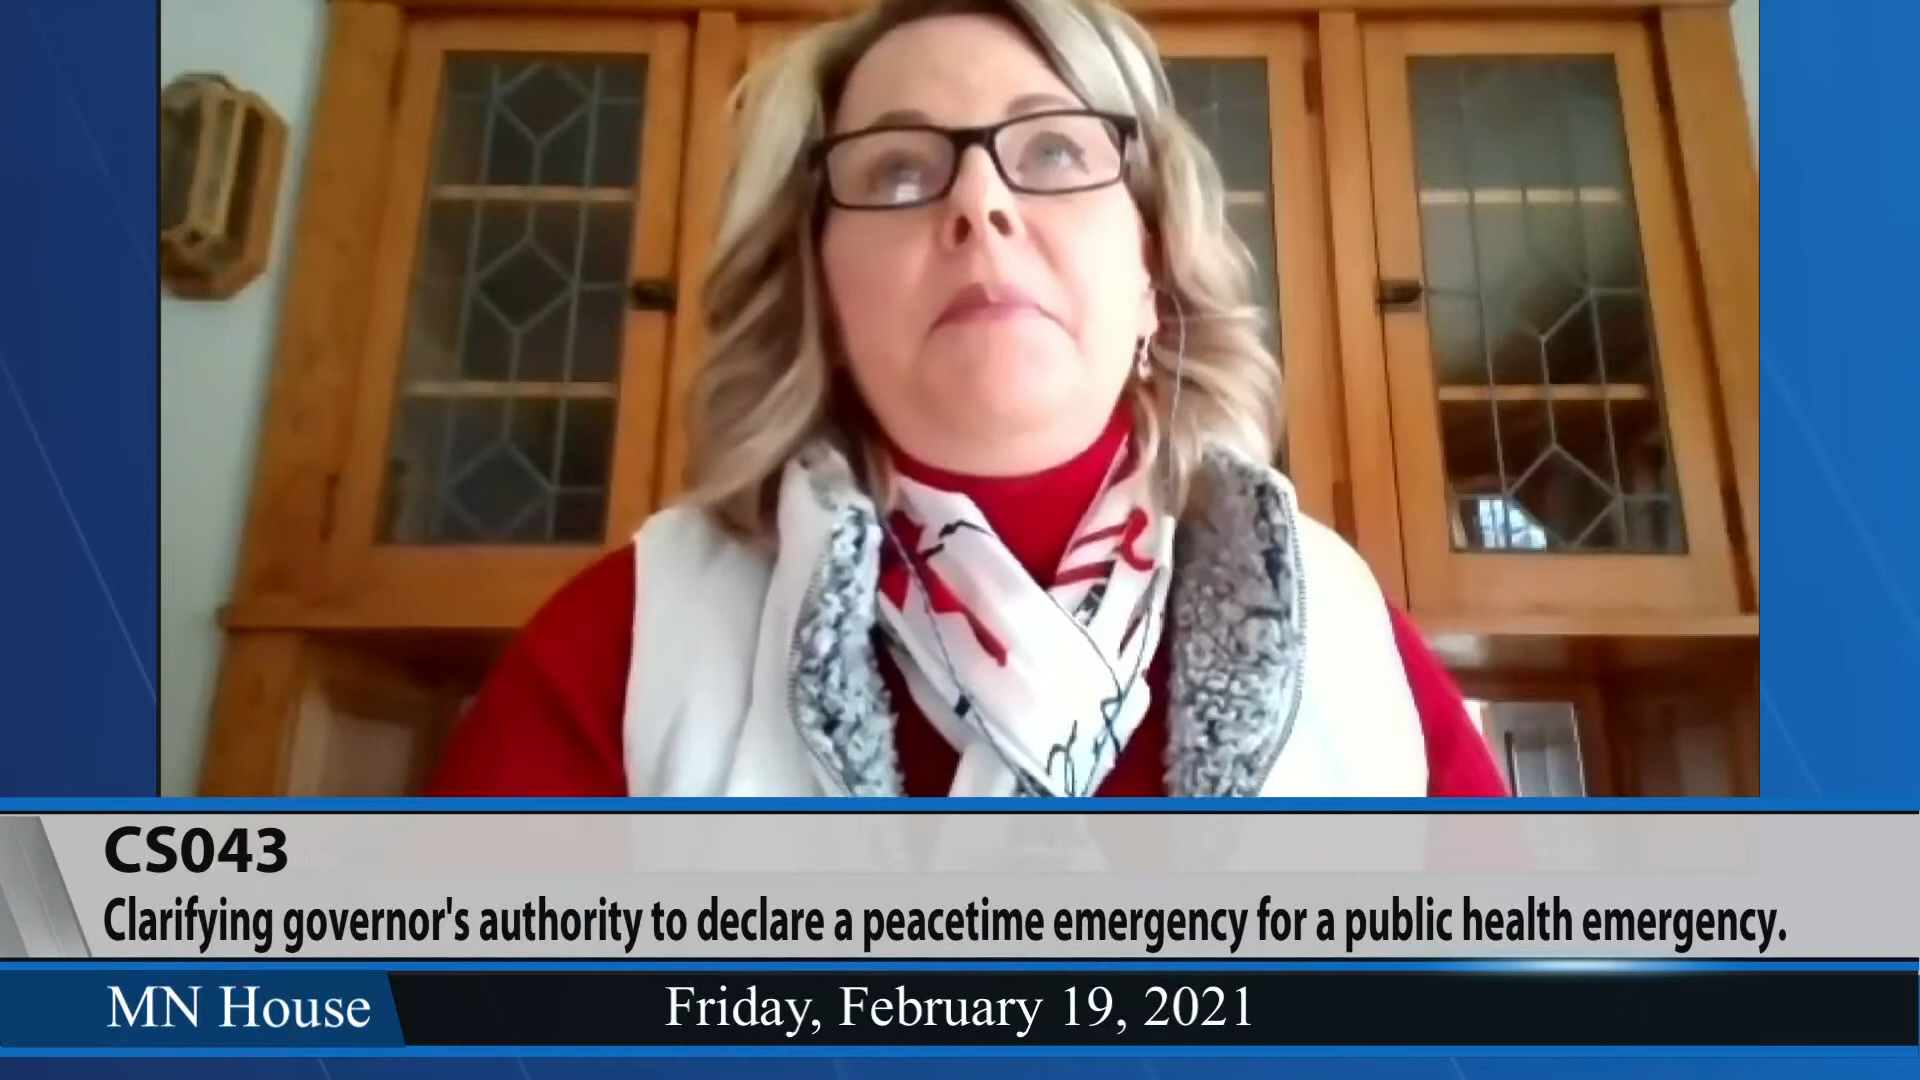 CS043
Clarifying governor's authority to declare a peacetime emergency for a public health emergency.
MN House
Friday, February 19, 2021